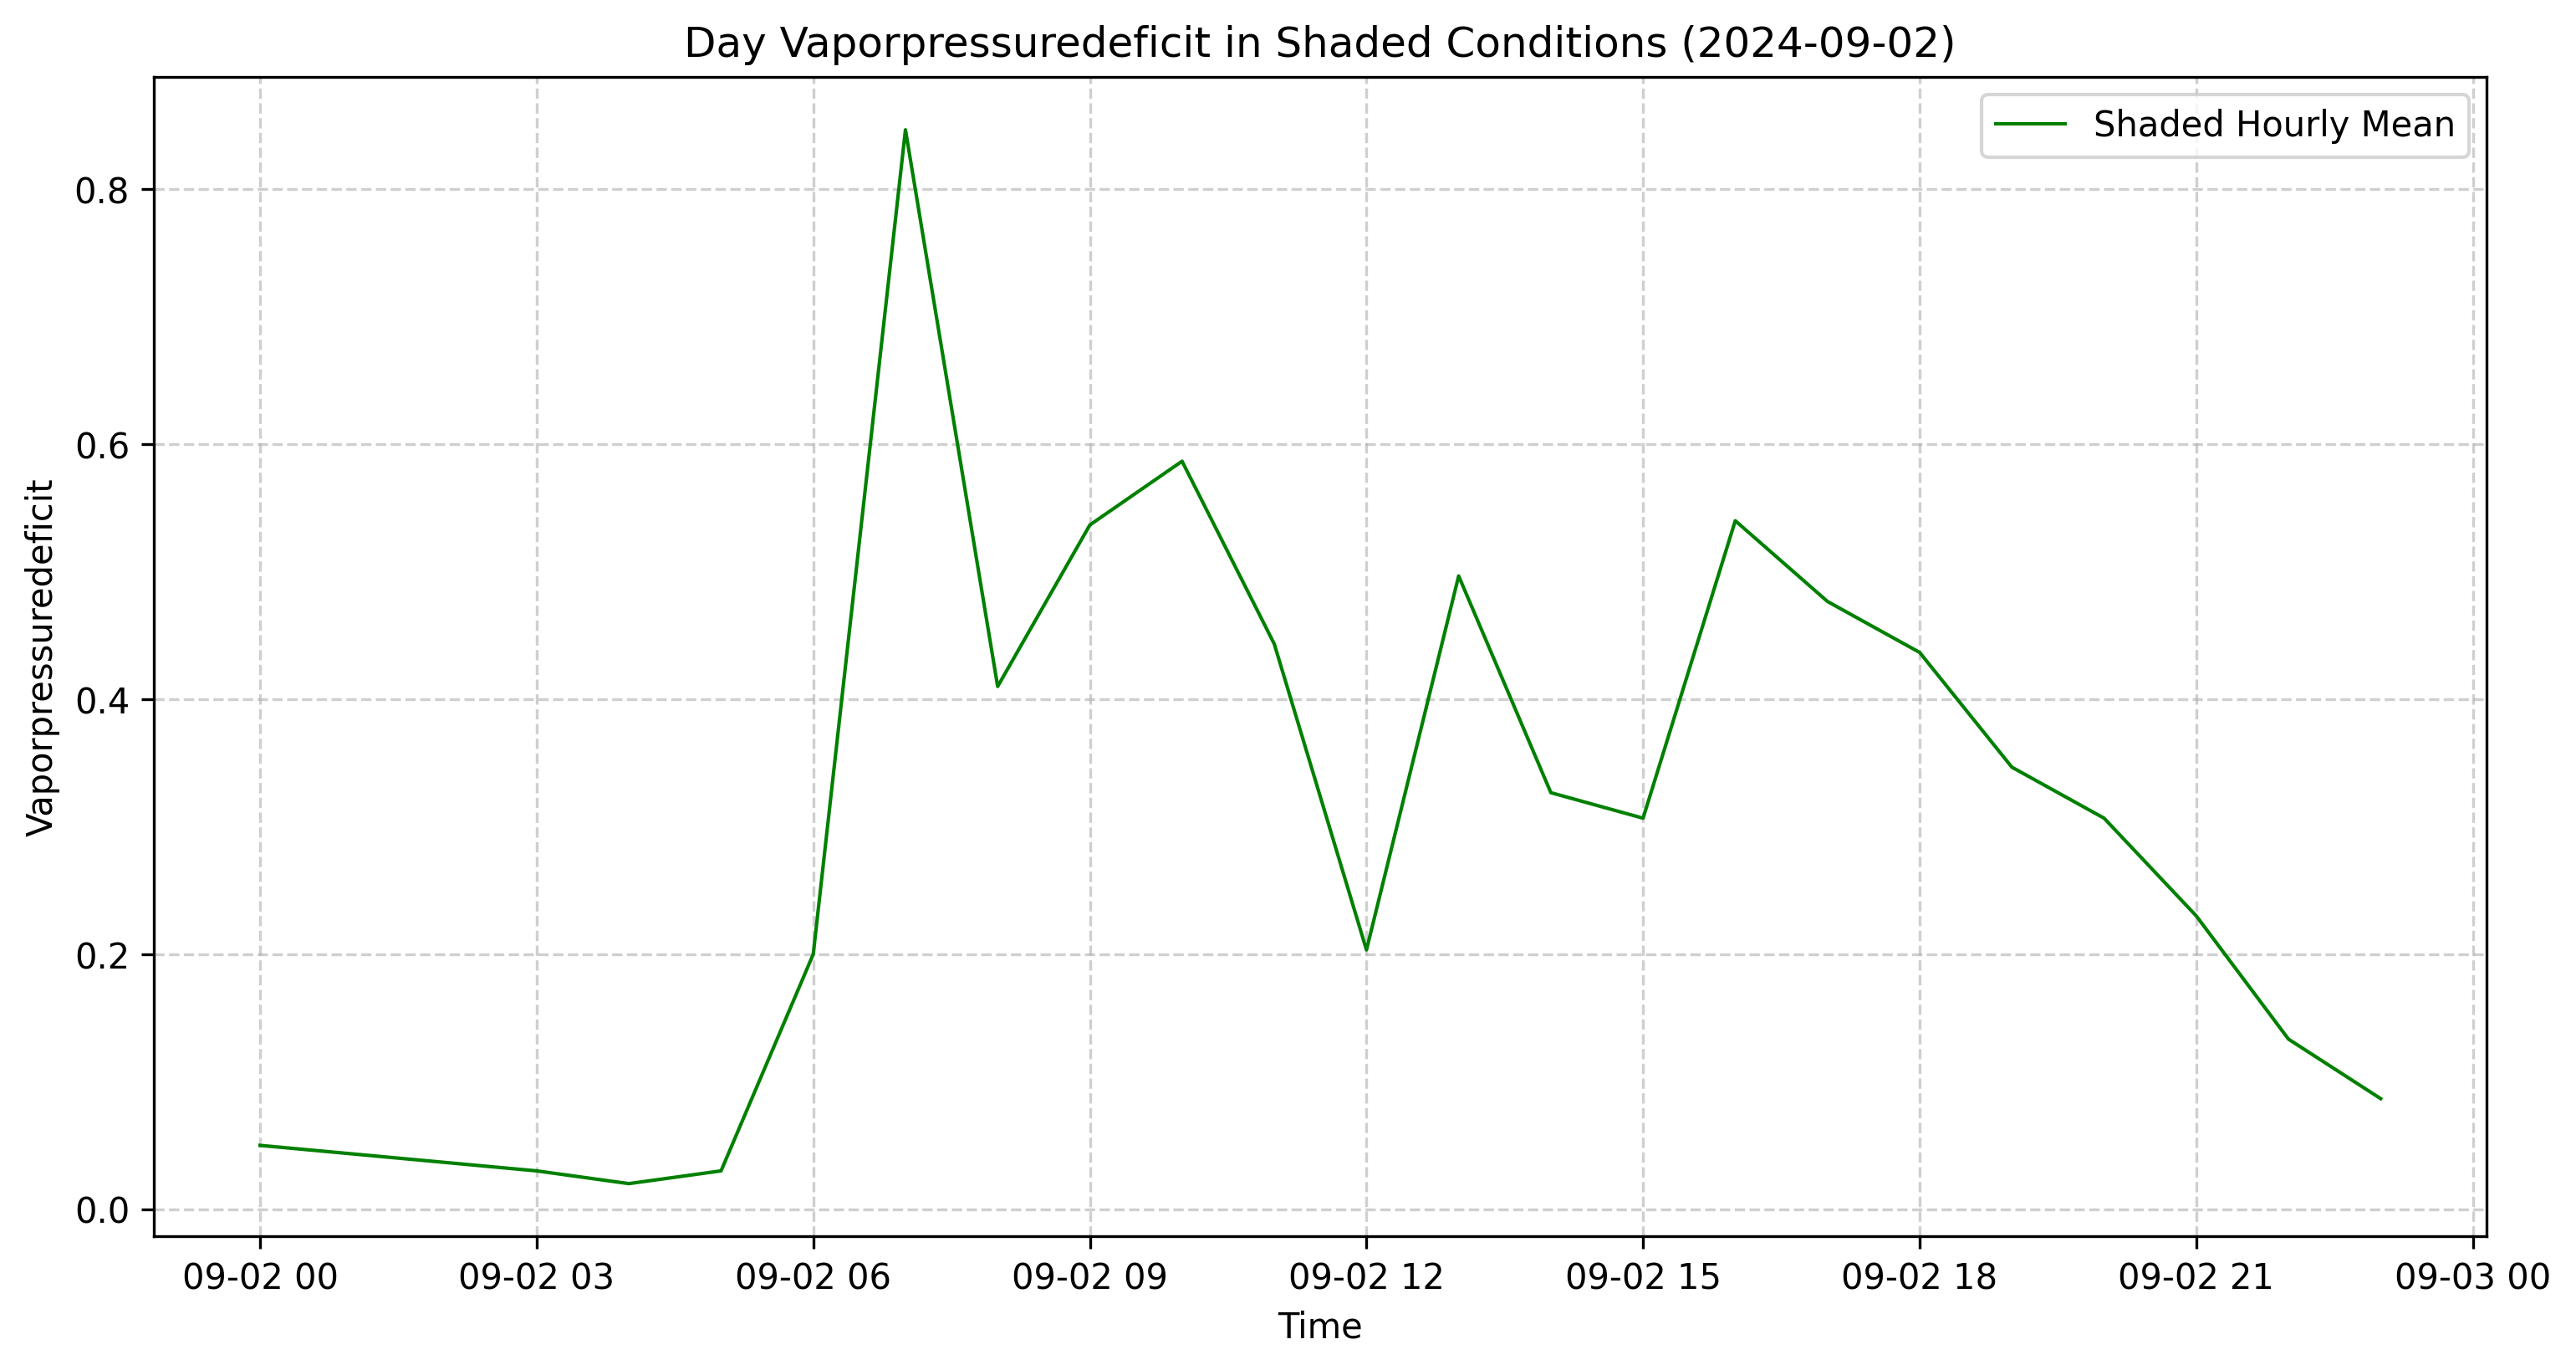 Day Vaporpressuredeficit in Shaded Conditions (2024-09-02)
Shaded Hourly Mean
Vaporpressuredeficit
0.8
0.6
0.4
0.2
0.0
09-02 00 09-02 03 09-02 06 09-02 09 09-02 12 09-02 15 09-02 18 09-02 21 09-03 00
Time